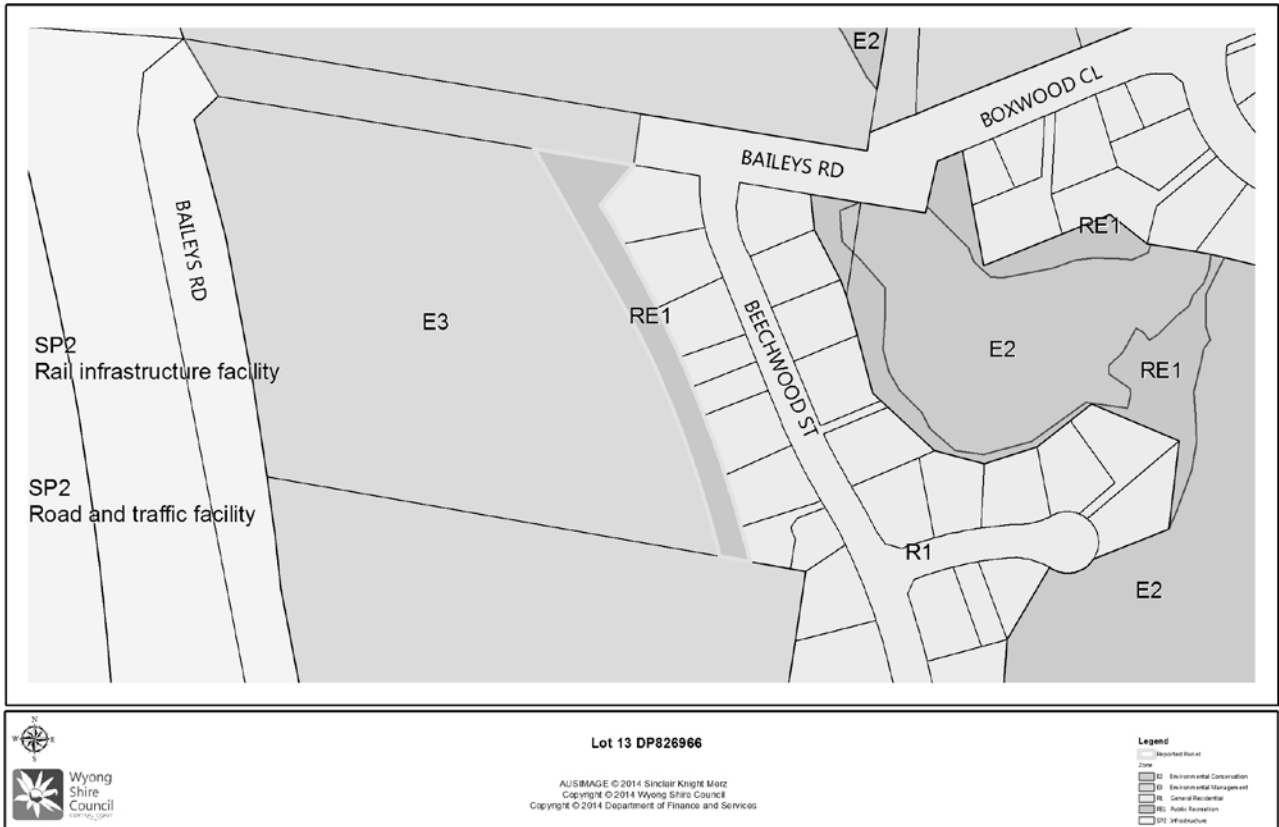 E2
BOXWOOD CL
BAILEYS RD
BAILEYS RD
RE1
E3
RE1
BEECHWOOD ST
E2
RE1
SP2
Rail infrastructure facility
SP2
Road and traffic facility
R1
E2
N
W E
S
Wyong
Shire
Council
CENTRAL COAST
Lot 13 DP826966
AUSIMAGE © 2014 Sinclair Knight Merz
Copyright © 2014 Wyong Shire Council
Copyright © 2014 Department of Finance and Services
Legend
Reported Parcel
Zone
E2 Environmental Conservation
E3 Environmental Management
R1 General Residential
RE1 Public Recreation
SP2 Infrastructure